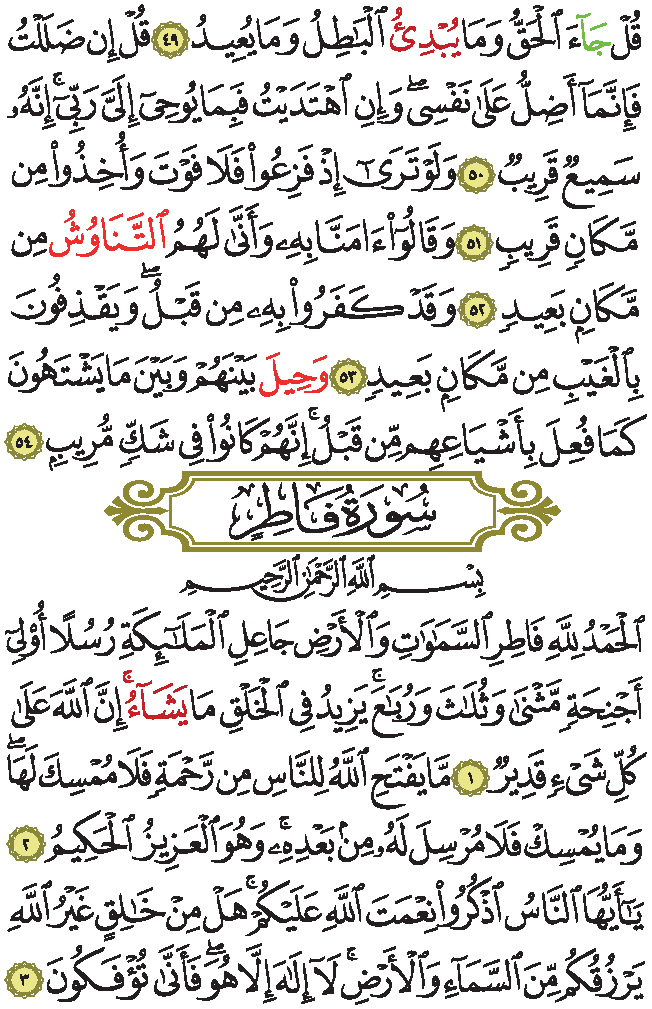 قُلْ جَآءَ ٱلْحَقُّ وَمَا يُبْدِئُ ٱلْبَٰطِلُ وَمَا يُعِيدُ ٤٩ قُلْ إِن ضَلَلْتُ
فَإِنَّمَآ أَضِلُّ عَلَىٰ نَفْسِى ۖ وَإِنِ ٱهْتَدَيْتُ فَبِمَا يُوحِىٓ إِلَىَّ رَبِّىٓ ۚ إِنَّهُۥ
سَمِيعٌ قَرِيبٌ ٥٠ وَلَوْ تَرَىٰٓ إِذْ فَزِعُوا۟ فَلَا فَوْتَ وَأُخِذُوا۟ مِن
مَّكَانٍ قَرِيبٍ ٥١ وَقَالُوٓا۟ ءَامَنَّا بِهِۦ وَأَنَّىٰ لَهُمُ ٱلتَّنَاوُشُ مِن
مَّكَانٍۭ بَعِيدٍ ٥٢ وَقَدْ كَفَرُوا۟ بِهِۦ مِن قَبْلُ ۖ وَيَقْذِفُونَ
بِٱلْغَيْبِ مِن مَّكَانٍۭ بَعِيدٍ ٥٣ وَحِيلَ بَيْنَهُمْ وَبَيْنَ مَا يَشْتَهُونَ
كَمَا فُعِلَ بِأَشْيَاعِهِم مِّن قَبْلُ ۚ إِنَّهُمْ كَانُوا۟ فِى شَكٍّ مُّرِيبٍۭ ٥٤
سُورَةُ فَاطِرٍ
بِسْمِ ٱللَّهِ ٱلرَّحْمَٰنِ ٱلرَّحِيمِ
ٱلْحَمْدُ لِلَّهِ فَاطِرِ ٱلسَّمَٰوَٰتِ وَٱلْأَرْضِ جَاعِلِ ٱلْمَلَٰٓئِكَةِ رُسُلًا أُو۟لِىٓ
أَجْنِحَةٍ مَّثْنَىٰ وَثُلَٰثَ وَرُبَٰعَ ۚ يَزِيدُ فِى ٱلْخَلْقِ مَا يَشَآءُ ۚ إِنَّ ٱللَّهَ عَلَىٰ
كُلِّ شَىْءٍ قَدِيرٌ ١ مَّا يَفْتَحِ ٱللَّهُ لِلنَّاسِ مِن رَّحْمَةٍ فَلَا مُمْسِكَ لَهَا ۖ
وَمَا يُمْسِكْ فَلَا مُرْسِلَ لَهُۥ مِنۢ بَعْدِهِۦ ۚ وَهُوَ ٱلْعَزِيزُ ٱلْحَكِيمُ ٢
يَٰٓأَيُّهَا ٱلنَّاسُ ٱذْكُرُوا۟ نِعْمَتَ ٱللَّهِ عَلَيْكُمْ ۚ هَلْ مِنْ خَٰلِقٍ غَيْرُ ٱللَّهِ
يَرْزُقُكُم مِّنَ ٱلسَّمَآءِ وَٱلْأَرْضِ ۚ لَآ إِلَٰهَ إِلَّا هُوَ ۖ فَأَنَّىٰ تُؤْفَكُونَ ٣